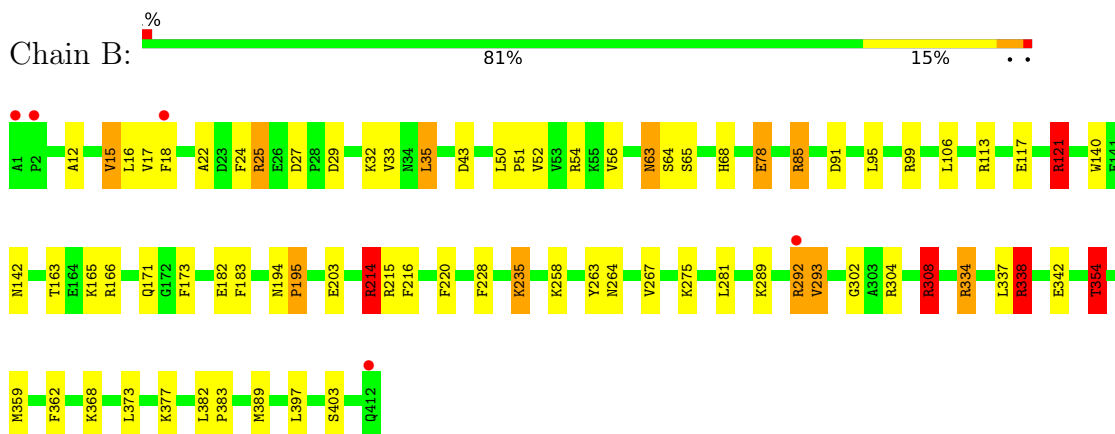 .%
Chain B:
81% 15% . .
A1 P2 A12 V15 L16 V17 F18 A22 D23 F24 R25 E26 D27 P28 D29 K32 V33 N34 L35 D43 L50 P51 V52 V53 R54 K55 V56 N63 S64 S65 H68 E78 R85 D91 L95 R99 L106 R113 E117 R121 W140 F141
N142 T163 E164 K165 R166 Q171 G172 F173 E182 F183 N194 P195 E203 R214 R215 F216 F220 F228 K235 K258 Y263 N264 V267 K275 L281 K289 R292 V293 G302 A303 R304 R308 R334 L337 R338 E342 T354
M359 F362 K368 L373 K377 L382 P383 M389 L397 S403 Q412